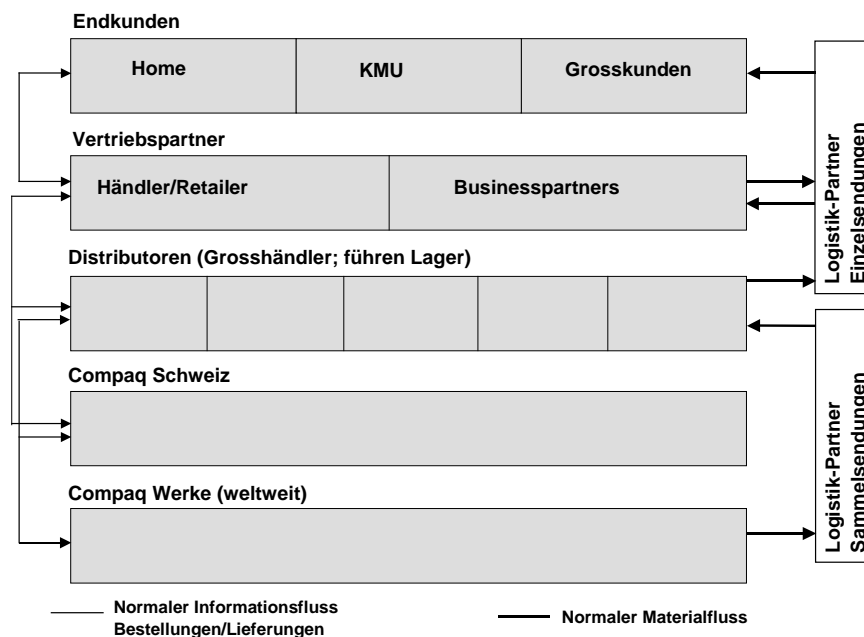 Endkunden
Home
KMU
Grosskunden
Vertriebspartner
Händler/Retailer
Businesspartners
Distributoren (Grosshändler; führen Lager)
Compaq Schweiz
Compaq Werke (weltweit)
Logistik-Partner
Einzelsendungen
Logistik-Partner
Sammelsendungen
Normaler Informationsfluss
Bestellungen/Lieferungen
Normaler Materialfluss